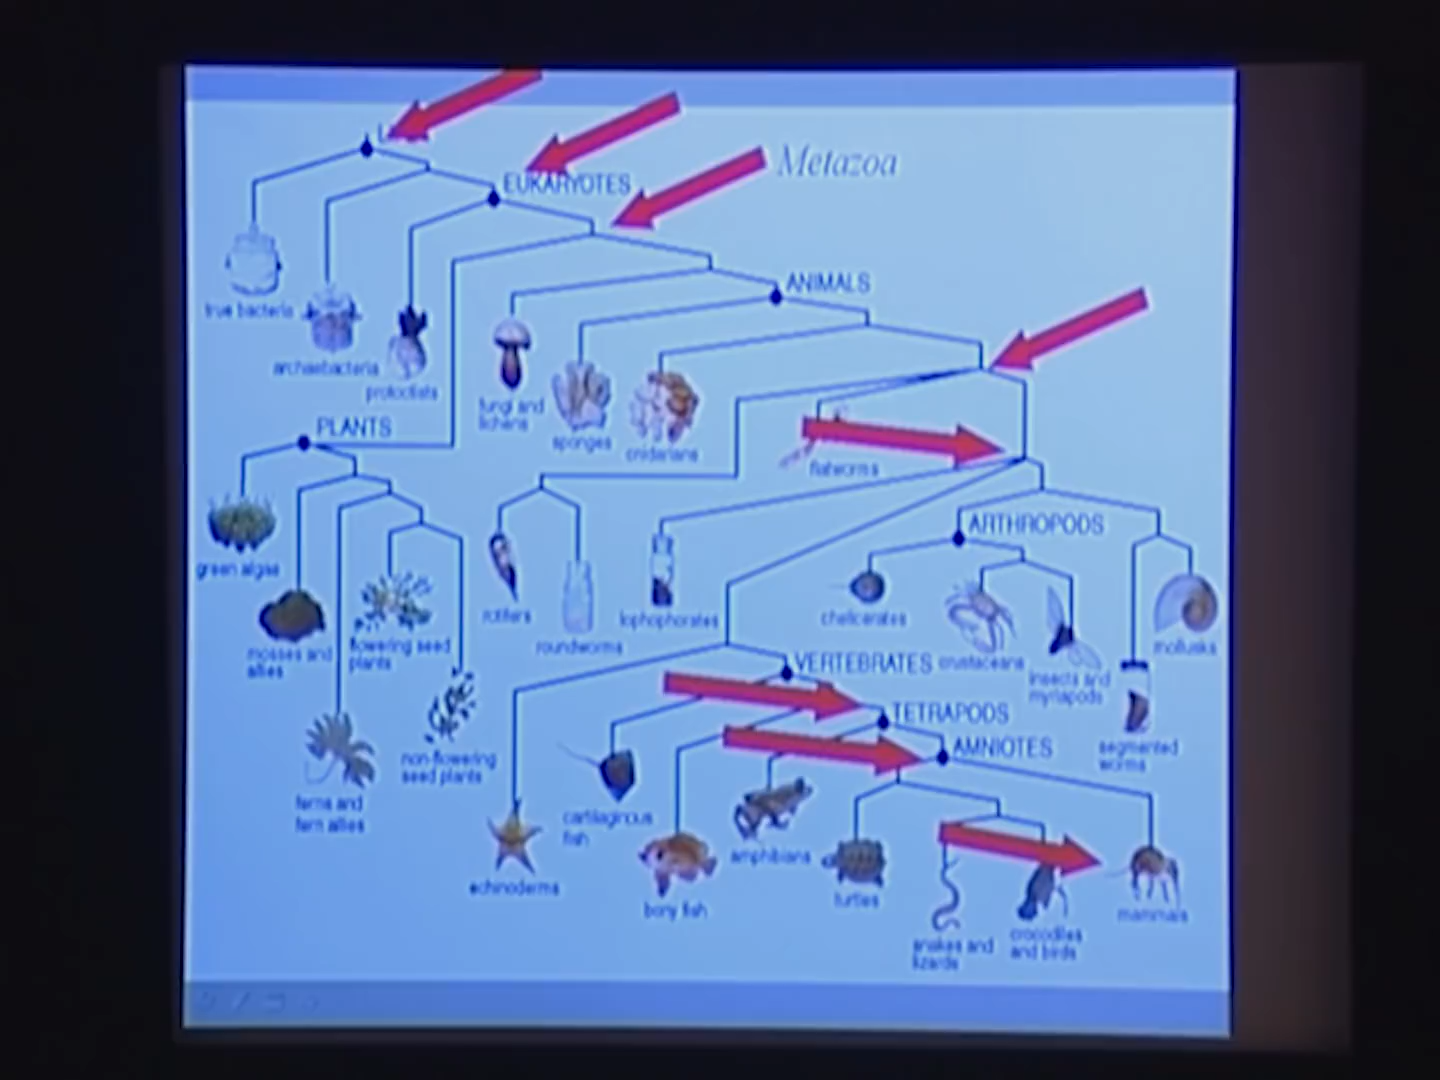 Metazoa
EUKARYOTES
ANIMALS
true bacteria
archaebacteria
protoctists
fungi and
lichens
sponges
cnidarians
flatworms
PLANTS
green algae
mosses and
allies
flowering seed
plants
ferns and
fern allies
non-flowering
seed plants
rotifers
roundworms
lophophorates
ARTHROPODS
chelicerates
crustaceans
insects and
myriapods
mollusks
segmented
worms
VERTEBRATES
TETRAPODS
AMNIOTES
echinoderms
cartilaginous
fish
bony fish
amphibians
turtles
snakes and
lizards
crocodiles
and birds
mammals